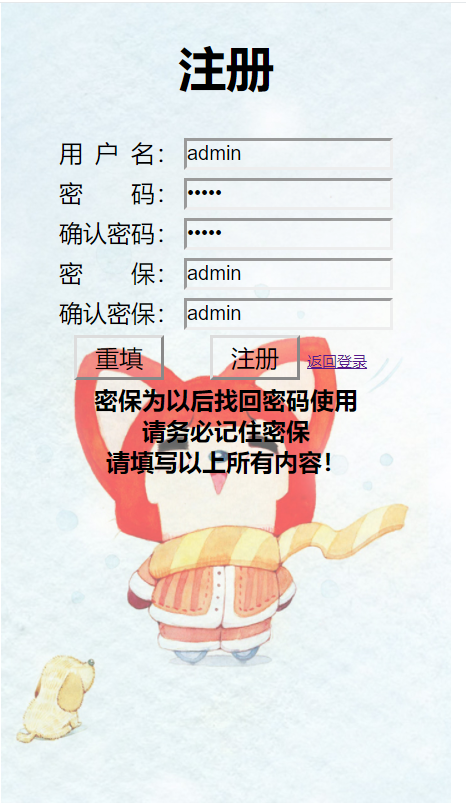 注册
用 户 名： admin
密 码： •••••
确认密码： •••••
密 保： admin
确认密保： admin
重填 注册 返回登录
密保为以后找回密码使用
请务必记住密保
请填写以上所有内容！